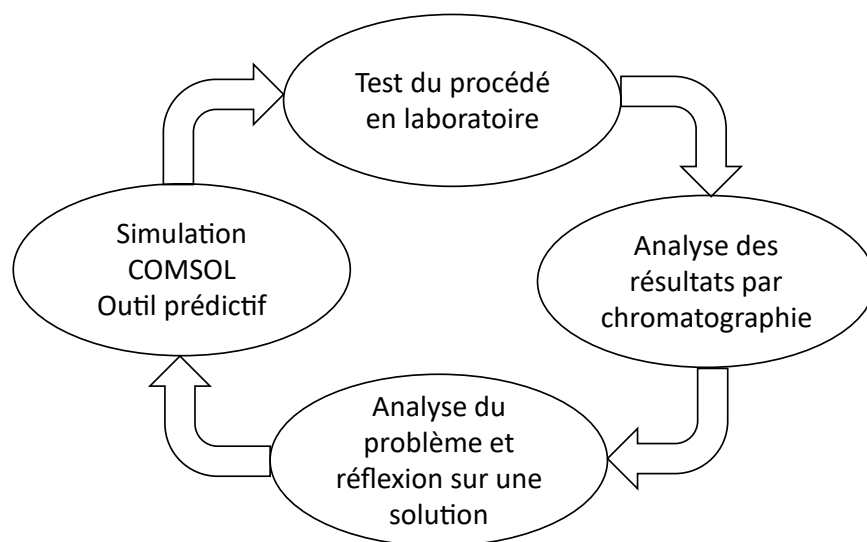 Test du procédé
en laboratoire
Analyse des
résultats par
chromatographie
Analyse du
problème et
réflexion sur une
solution
Simulation
COMSOL
Outil prédictif